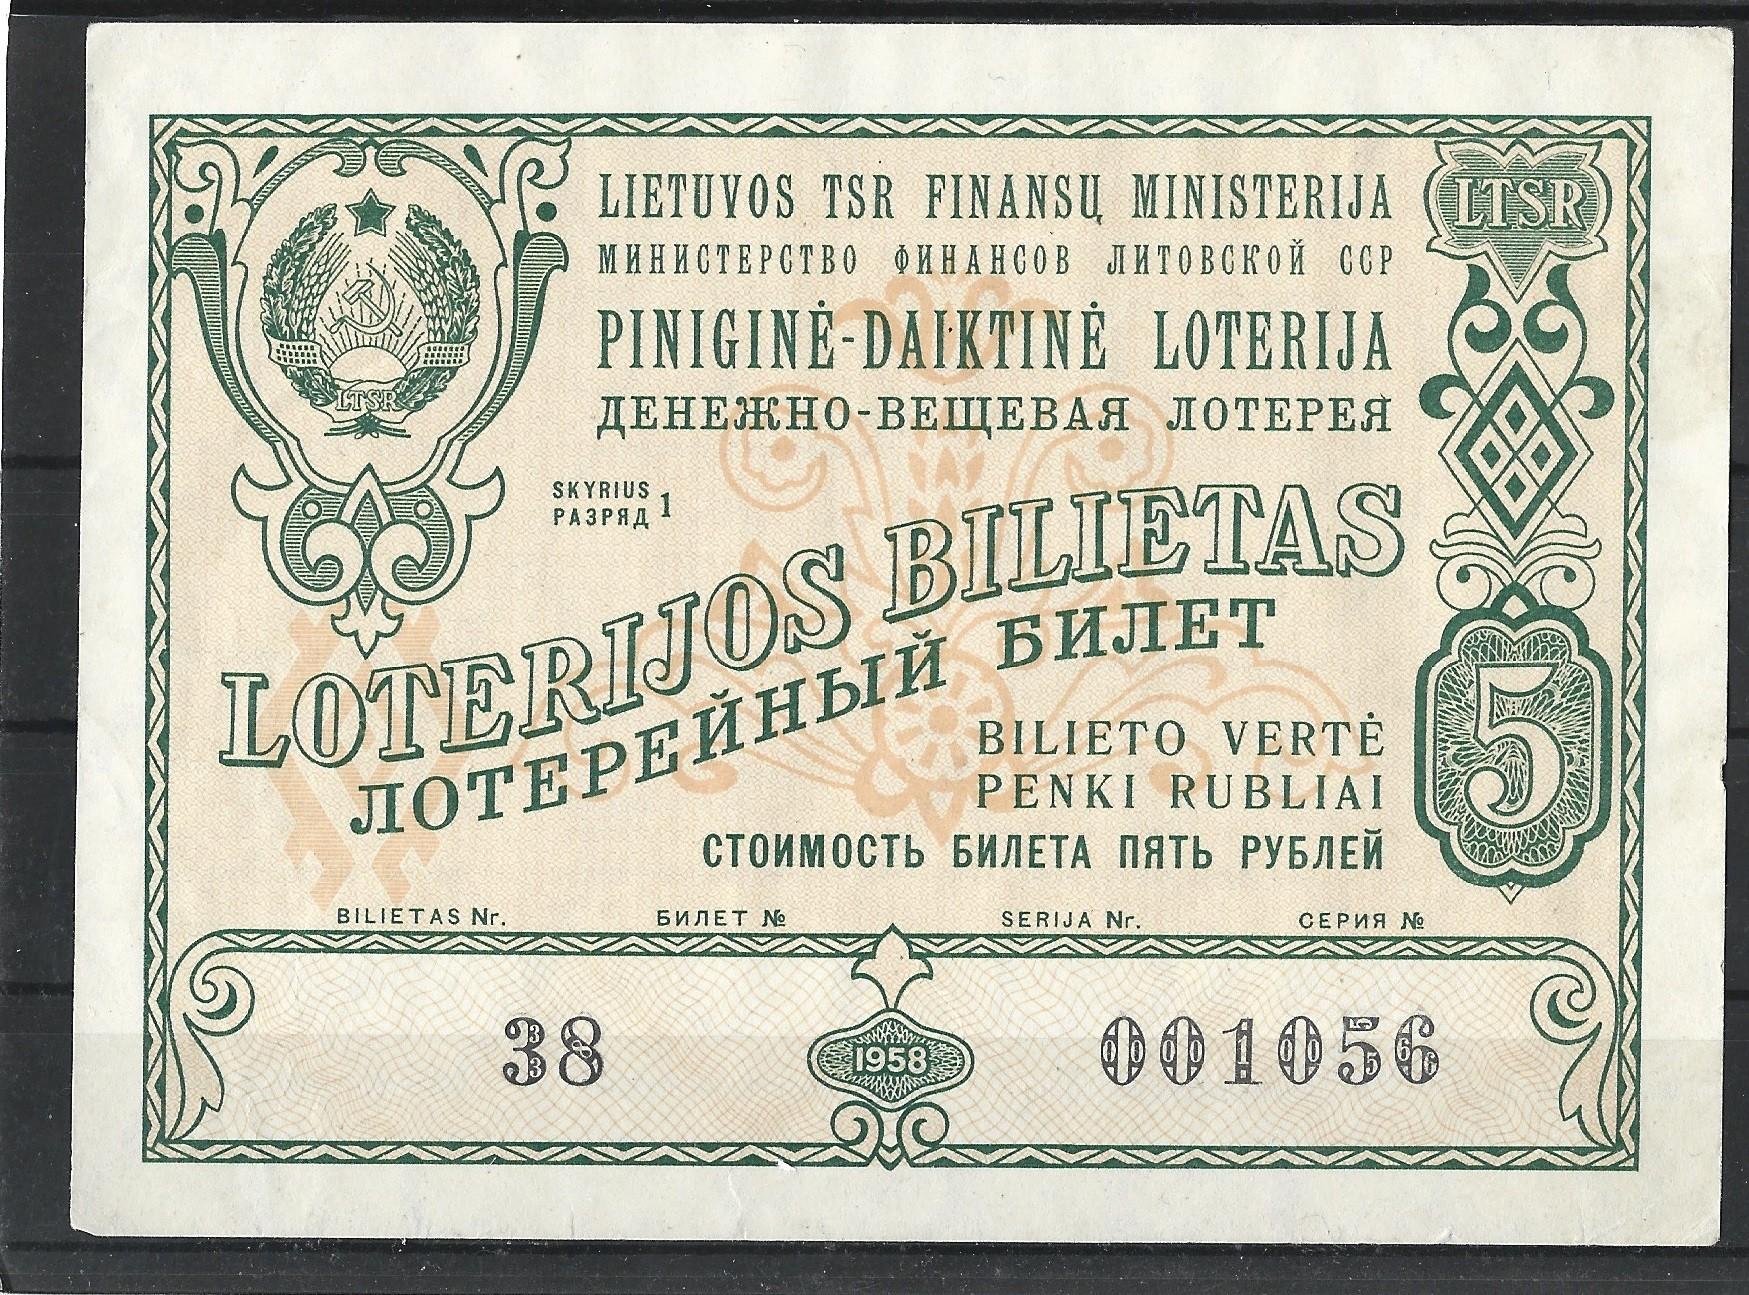 LIETUVOS TSR FINANSŲ MINISTERIJA
LTSR
МИНИСТЕРСТВО ФИНАНСОВ ЛИТОВСКОЙ ССР
PINIGINĖ-DAIKTINĖ LOTERIJA
ДЕНЕЖНО-ВЕЩЕВАЯ ЛОТЕРЕЯ
LTSR
SKYRIUS 1
РАЗРЯД
LOTERIJOS BILIETAS
ЛОТЕРЕЙНЫЙ БИЛЕТ
BILIETO VERTĖ
PENKI RUBLIAI
5
СТОИМОСТЬ БИЛЕТА ПЯТЬ РУБЛЕЙ
BILIETAS Nr. БИЛЕТ № SERIJA Nr. СЕРИЯ №
38 1958 001056